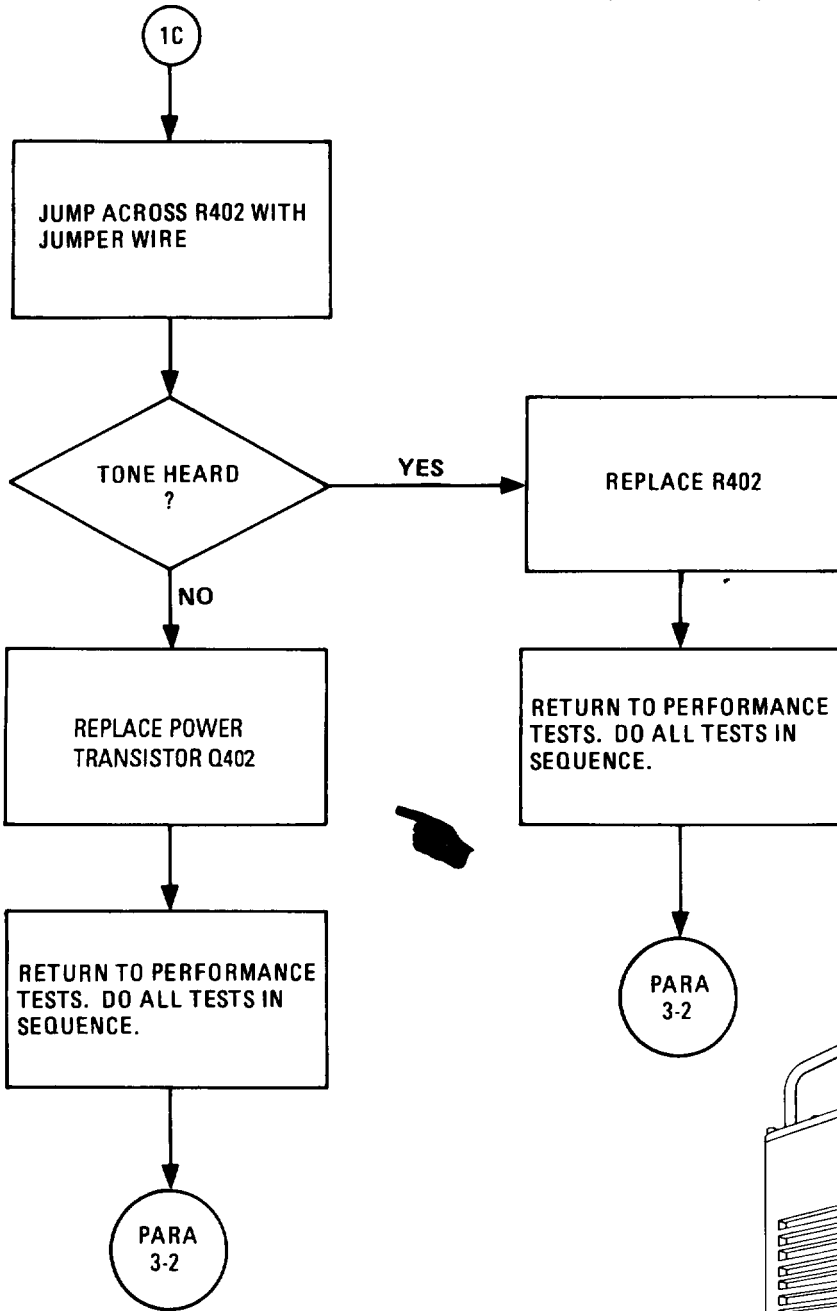 1C
JUMP ACROSS R402 WITH
JUMPER WIRE
TONE HEARD
?
YES
REPLACE R402
NO
REPLACE POWER
TRANSISTOR Q402
RETURN TO PERFORMANCE
TESTS. DO ALL TESTS IN
SEQUENCE.
RETURN TO PERFORMANCE
TESTS. DO ALL TESTS IN
SEQUENCE.
PARA
3-2
PARA
3-2